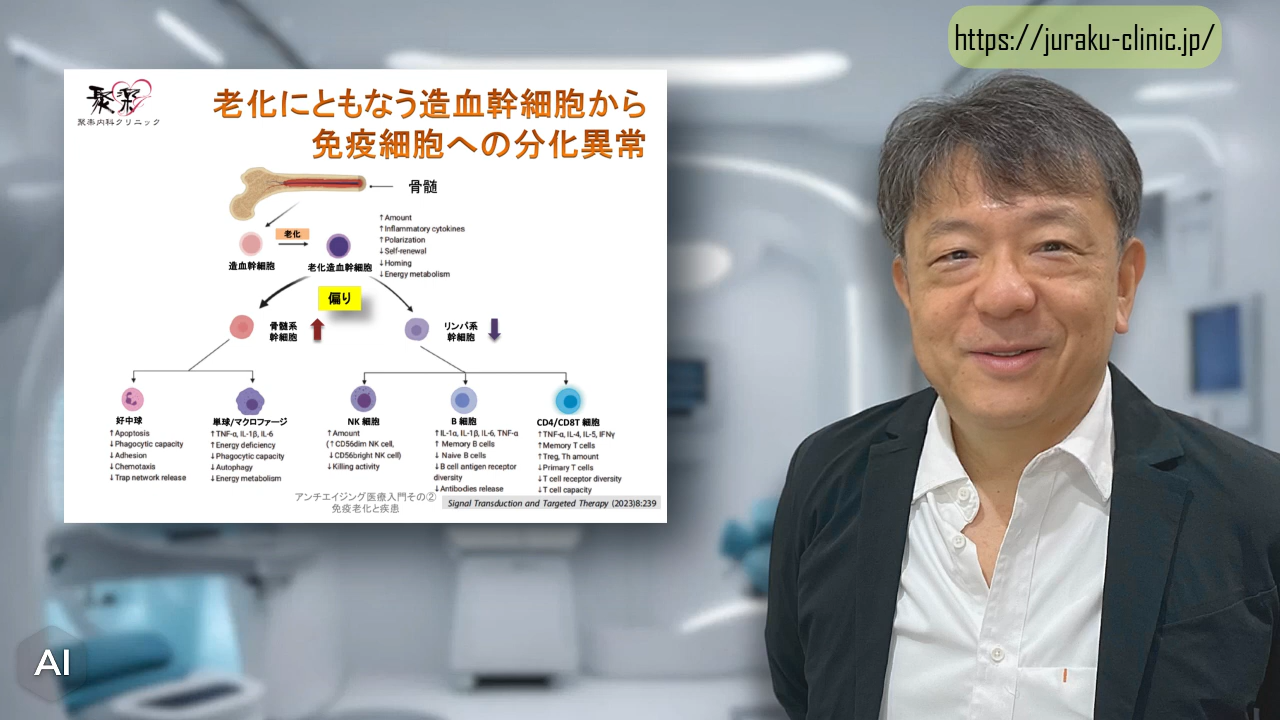 https://juraku-clinic.jp/
聚楽
聚楽内科クリニック
老化にともなう造血幹細胞から
免疫細胞への分化異常
骨髄
老化
造血幹細胞
老化造血幹細胞
↑Amount
↑Inflammatory cytokines
↑Polarization
↓Self-renewal
↓Homing
↓Energy metabolism
偏り
骨髄系
幹細胞
リンパ系
幹細胞
好中球
↑Apoptosis
↓Phagocytic capacity
↓Adhesion
↓Chemotaxis
↓Trap network release
単球/マクロファージ
↑TNF-α, IL-1β, IL-6
↑Energy deficiency
↓Phagocytic capacity
↓Autophagy
↓Energy metabolism
NK 細胞
↑Amount
(↑CD56dim NK cell,
↓CD56bright NK cell)
↓Killing activity
B 細胞
↑IL-1α, IL-1β, IL-6, TNF-α
↑ Memory B cells
↓ Naive B cells
↓B cell antigen receptor
diversity
↓Antibodies release
CD4/CD8T 細胞
↑TNF-α, IL-4, IL-5, IFNγ
↑Memory T cells
↑Treg, Th amount
↓Primary T cells
↓T cell receptor diversity
↓T cell capacity
アンチエイジング医療入門その②
免疫老化と疾患
Signal Transduction and Targeted Therapy (2023)8:239
AI